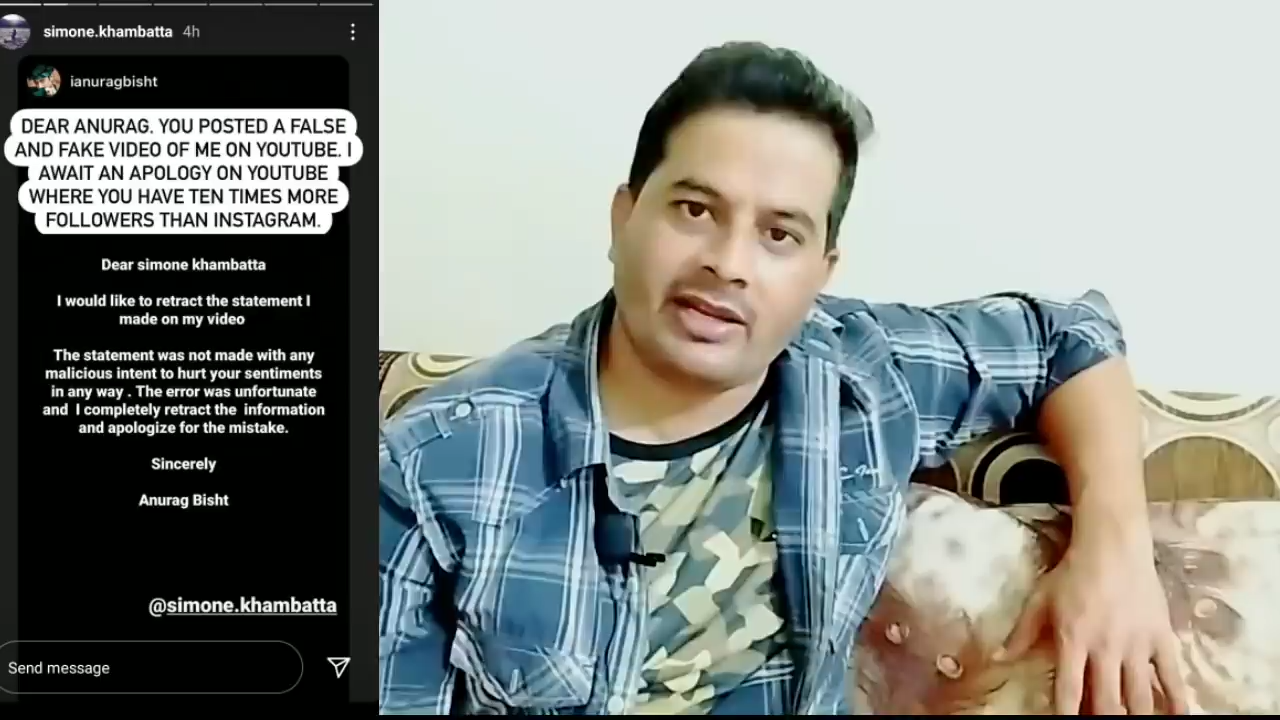 simone.khambatta 4h
ianuragbisht
DEAR ANURAG. YOU POSTED A FALSE
AND FAKE VIDEO OF ME ON YOUTUBE. I
AWAIT AN APOLOGY ON YOUTUBE
WHERE YOU HAVE TEN TIMES MORE
FOLLOWERS THAN INSTAGRAM.
Dear simone khambatta
I would like to retract the statement I
made on my video
The statement was not made with any
malicious intent to hurt your sentiments
in any way . The error was unfortunate
and I completely retract the information
and apologize for the mistake.
Sincerely
Anurag Bisht
@simone.khambatta
Send message